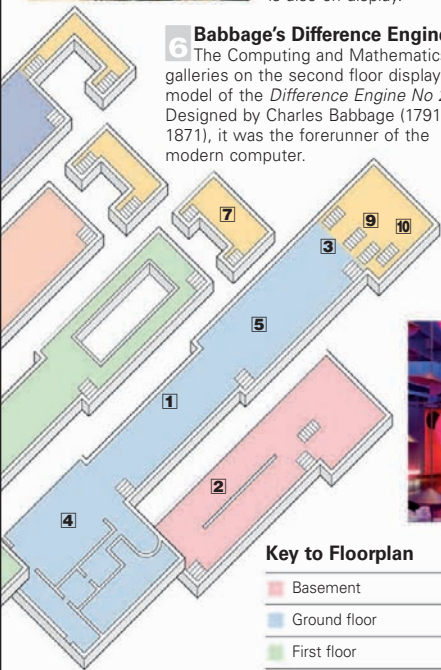 is also on display.
6 Babbage's Difference Engine
The Computing and Mathematics
galleries on the second floor display
model of the Difference Engine No 2
Designed by Charles Babbage (1791
1871), it was the forerunner of the
modern computer.
7
9
10
3
5
1
2
4
Key to Floorplan
Basement
Ground floor
First floor